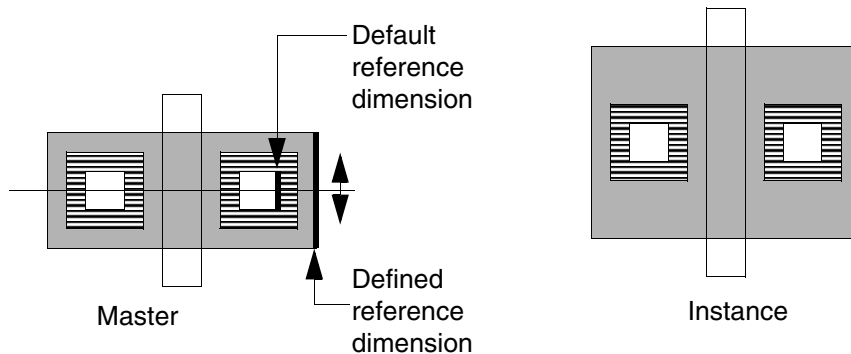 Default
reference
dimension
Defined
reference
dimension
Master
Instance